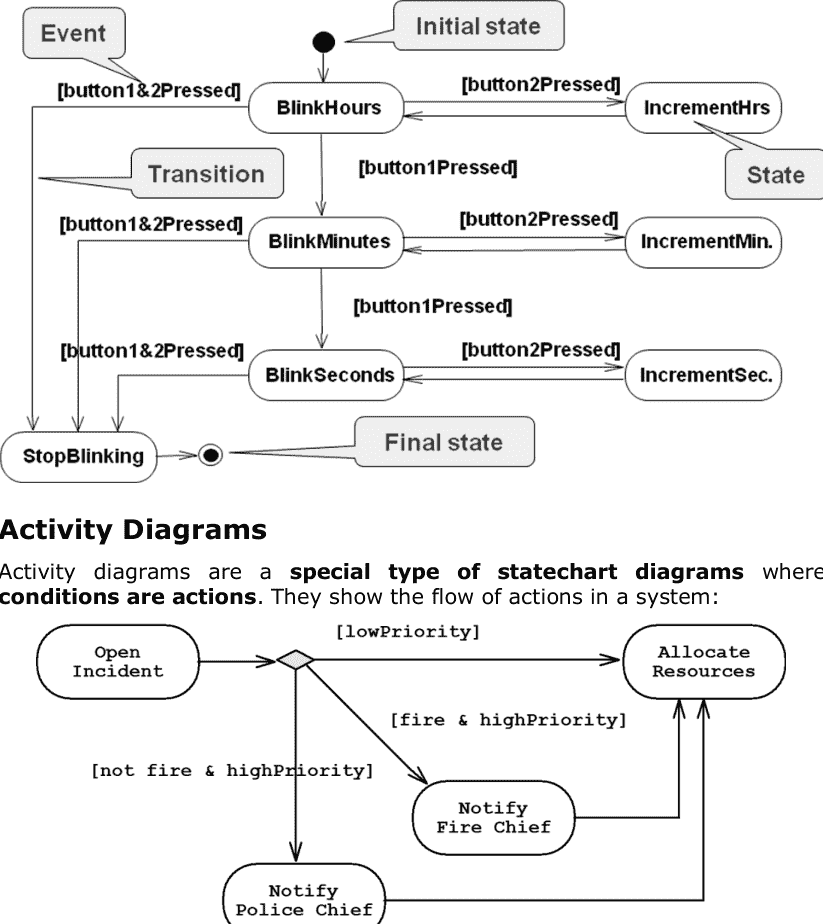 Event
Initial state
[button1&2Pressed]
BlinkHours
[button2Pressed]
IncrementHrs
Transition
[button1Pressed]
State
[button1&2Pressed]
BlinkMinutes
[button2Pressed]
IncrementMin.
[button1Pressed]
[button1&2Pressed]
BlinkSeconds
[button2Pressed]
IncrementSec.
StopBlinking
Final state
Activity Diagrams
Activity diagrams are a special type of statechart diagrams where
conditions are actions. They show the flow of actions in a system:
Open
Incident
[lowPriority]
Allocate
Resources
[fire & highPriority]
[not fire & highPriority]
Notify
Fire Chief
Notify
Police Chief